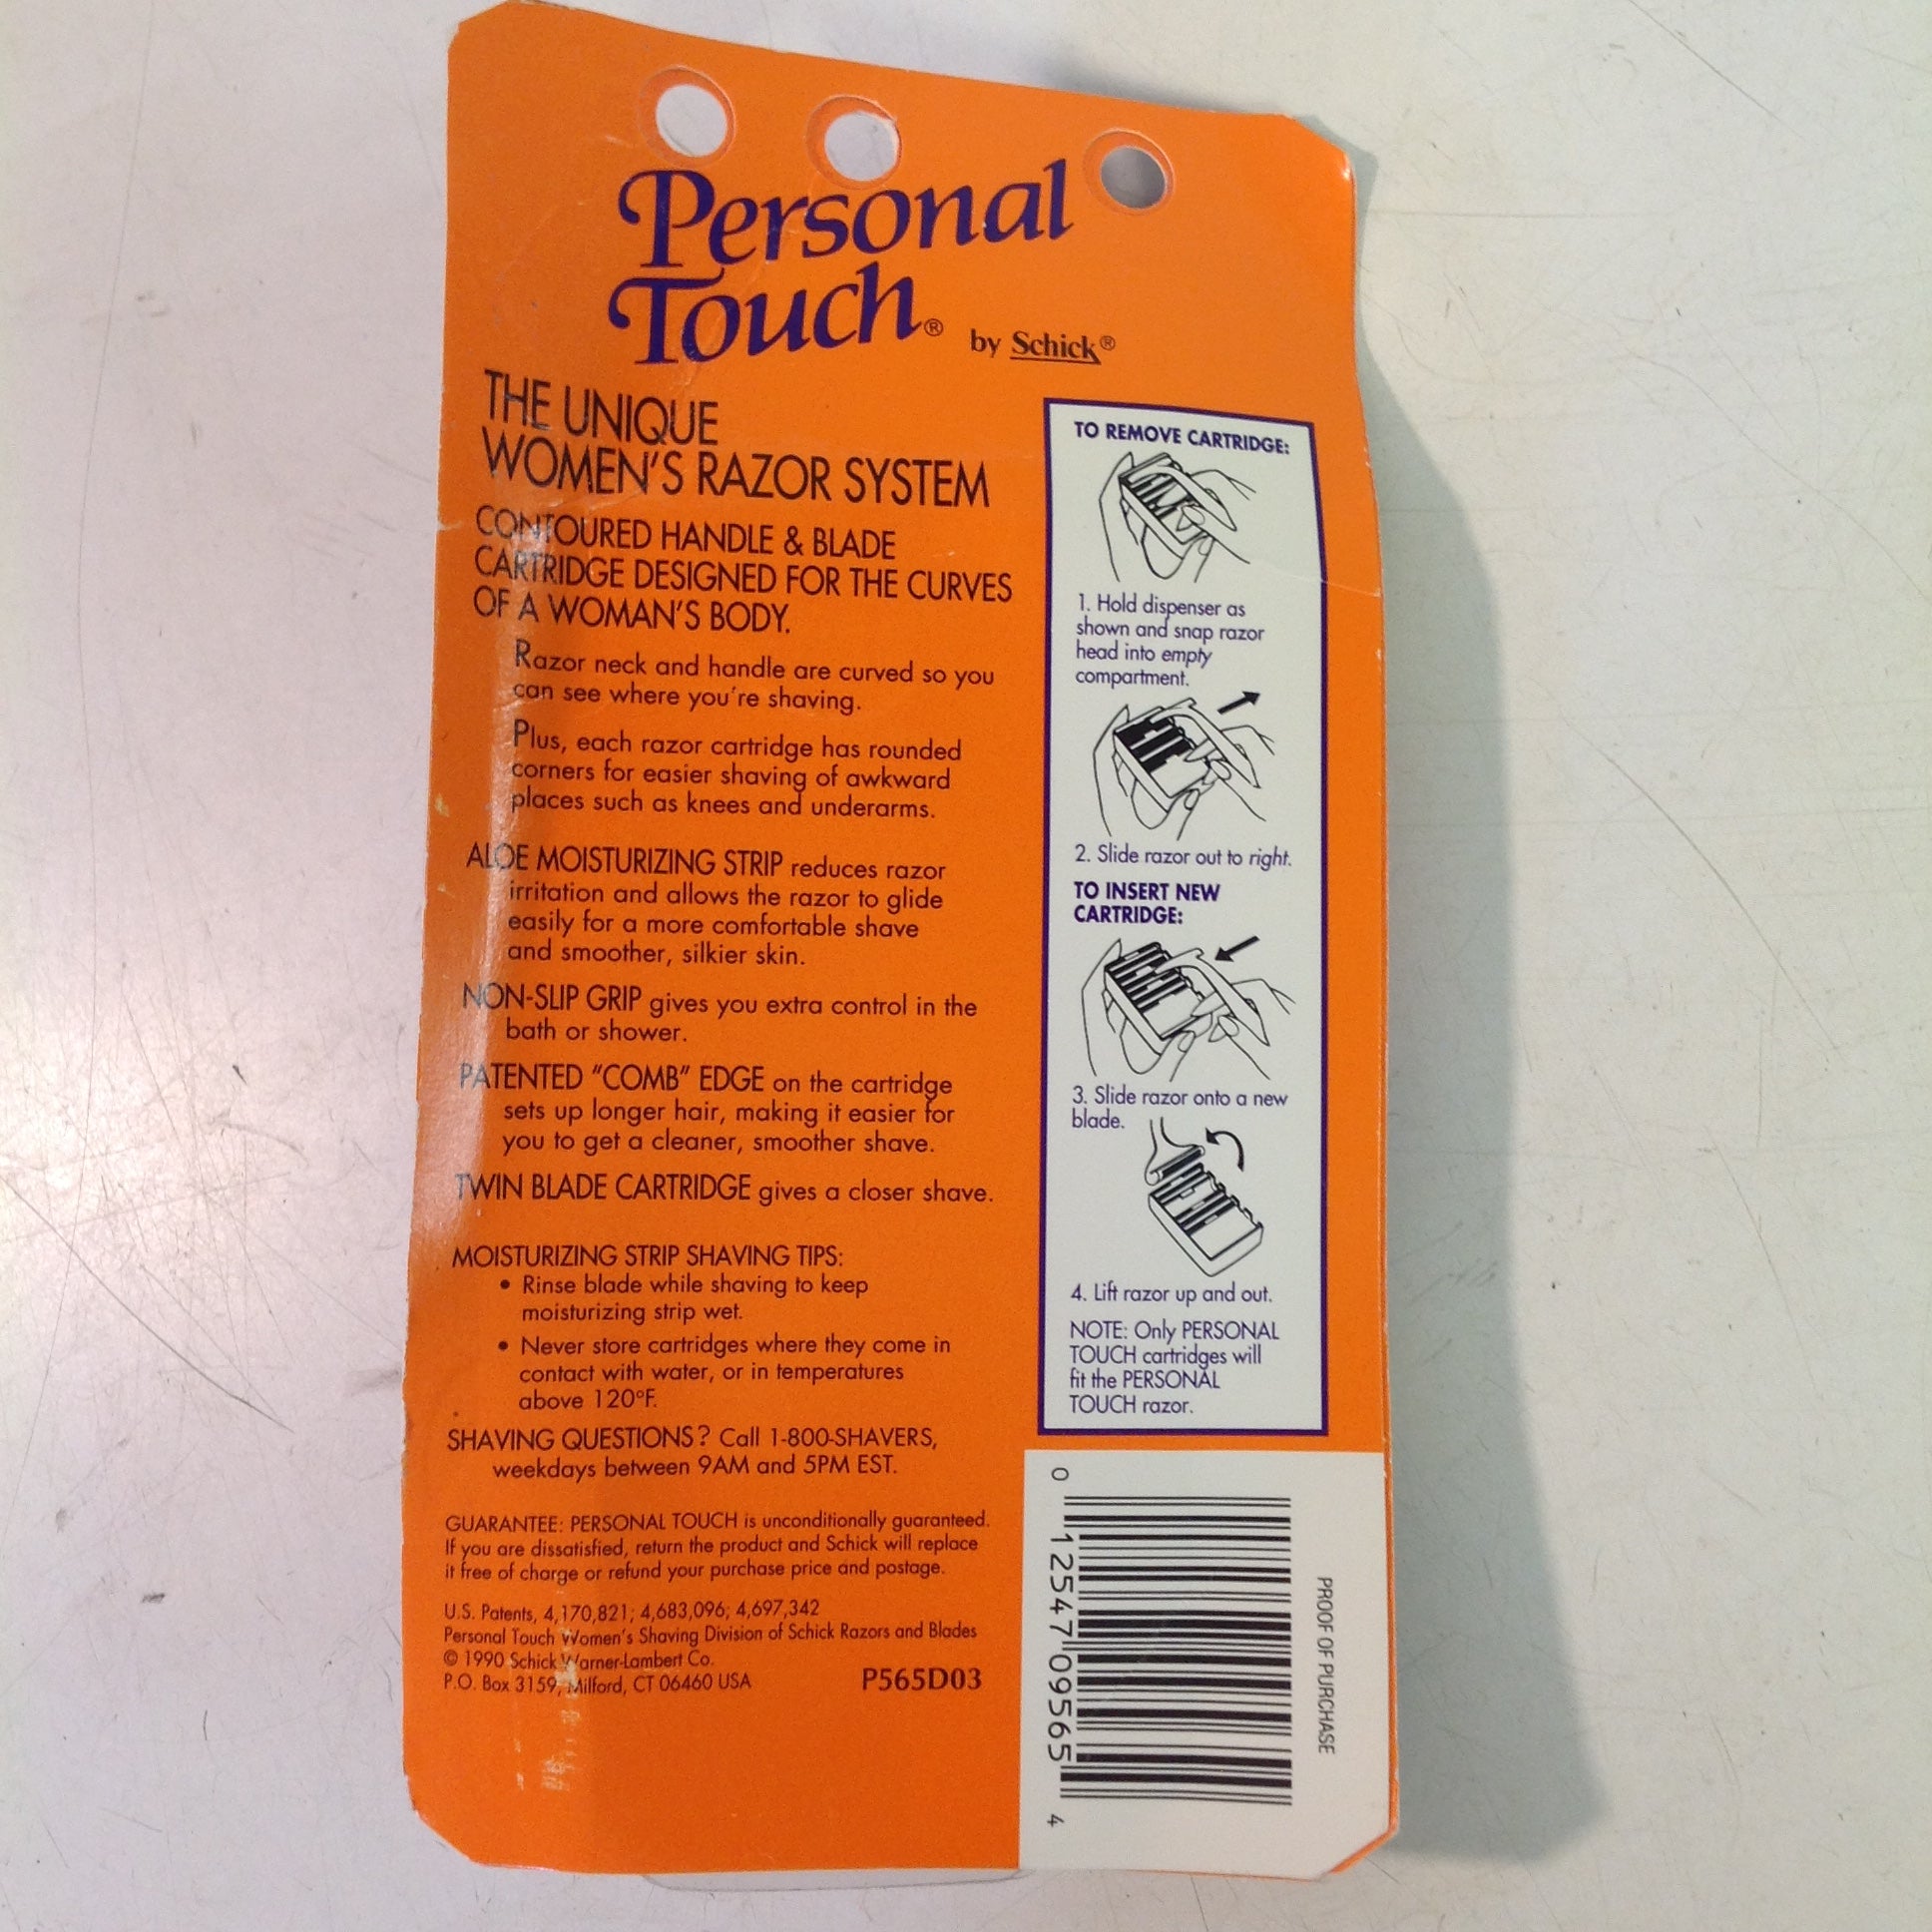 Personal
Touch® by Schick®
THE UNIQUE
WOMEN'S RAZOR SYSTEM
CONTOURED HANDLE & BLADE
CARTRIDGE DESIGNED FOR THE CURVES
OF A WOMAN'S BODY.
Razor neck and handle are curved so you
can see where you're shaving.
Plus, each razor cartridge has rounded
corners for easier shaving of awkward
places such as knees and underarms.
ALOE MOISTURIZING STRIP reduces razor
irritation and allows the razor to glide
easily for a more comfortable shave
and smoother, silkier skin.
NON-SLIP GRIP gives you extra control in the
bath or shower.
PATENTED "COMB" EDGE on the cartridge
sets up longer hair, making it easier for
you to get a cleaner, smoother shave.
TWIN BLADE CARTRIDGE gives a closer shave.
MOISTURIZING STRIP SHAVING TIPS:
• Rinse blade while shaving to keep
moisturizing strip wet.
• Never store cartridges where they come in
contact with water, or in temperatures
above 120°F.
SHAVING QUESTIONS? Call 1-800-SHAVERS,
weekdays between 9AM and 5PM EST.
GUARANTEE: PERSONAL TOUCH is unconditionally guaranteed.
If you are dissatisfied, return the product and Schick will replace
it free of charge or refund your purchase price and postage.
U.S. Patents, 4,170,821; 4,683,096; 4,697,342
Personal Touch Women's Shaving Division of Schick Razors and Blades
© 1990 Schick Warner-Lambert Co.
P.O. Box 3159, Milford, CT 06460 USA P565D03
TO REMOVE CARTRIDGE:
1. Hold dispenser as
shown and snap razor
head into empty
compartment.
2. Slide razor out to right.
TO INSERT NEW
CARTRIDGE:
3. Slide razor onto a new
blade.
4. Lift razor up and out.
NOTE: Only PERSONAL
TOUCH cartridges will
fit the PERSONAL
TOUCH razor.
0 12547 09565 4
PROOF OF PURCHASE